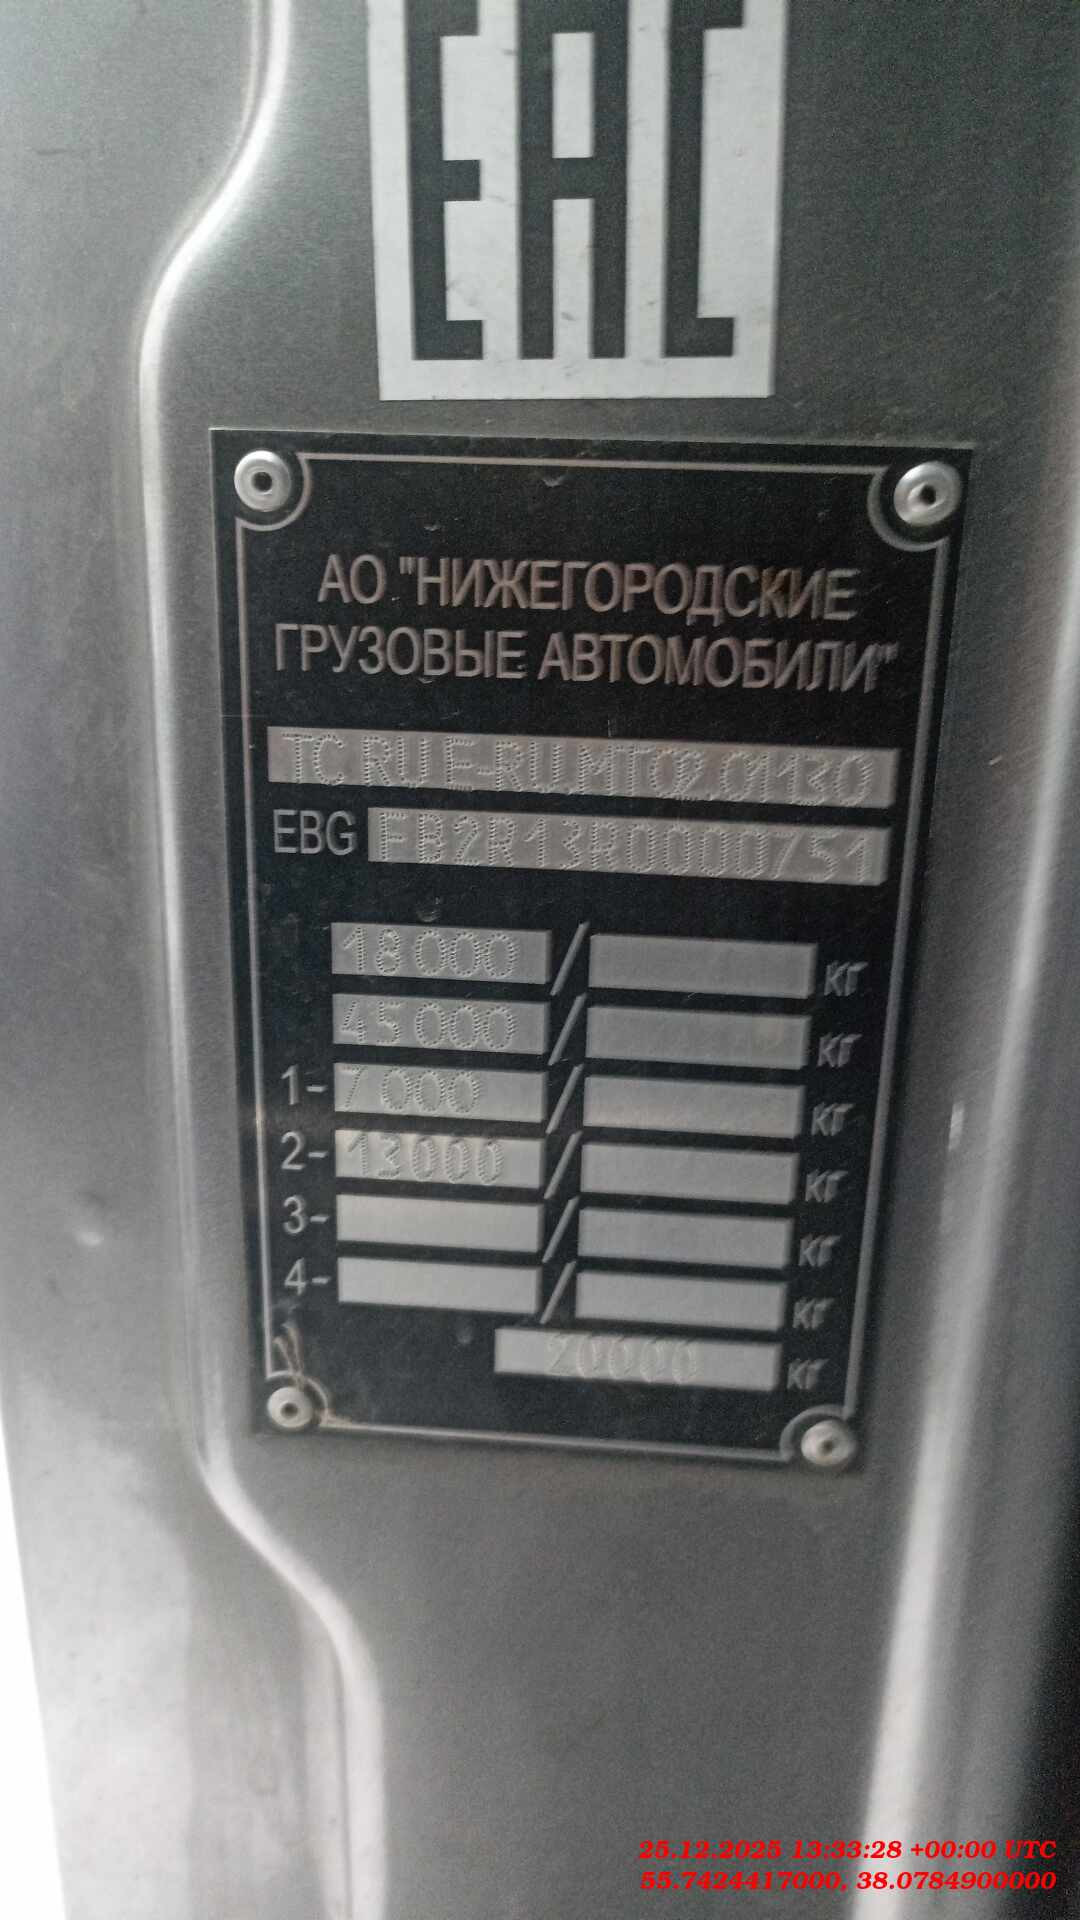 EAC
АО "НИЖЕГОРОДСКИЕ
ГРУЗОВЫЕ АВТОМОБИЛИ"
TC RU E-RU.MT02.01130
EBG FB2R13R0000751
18000 / кг
45000 / кг
1- 7 000 / кг
2- 13000 / кг
3- / кг
4- / кг
20000 кг
25.12.2025 13:33:28 +00:00 UTC
55.7424417000, 38.0784900000